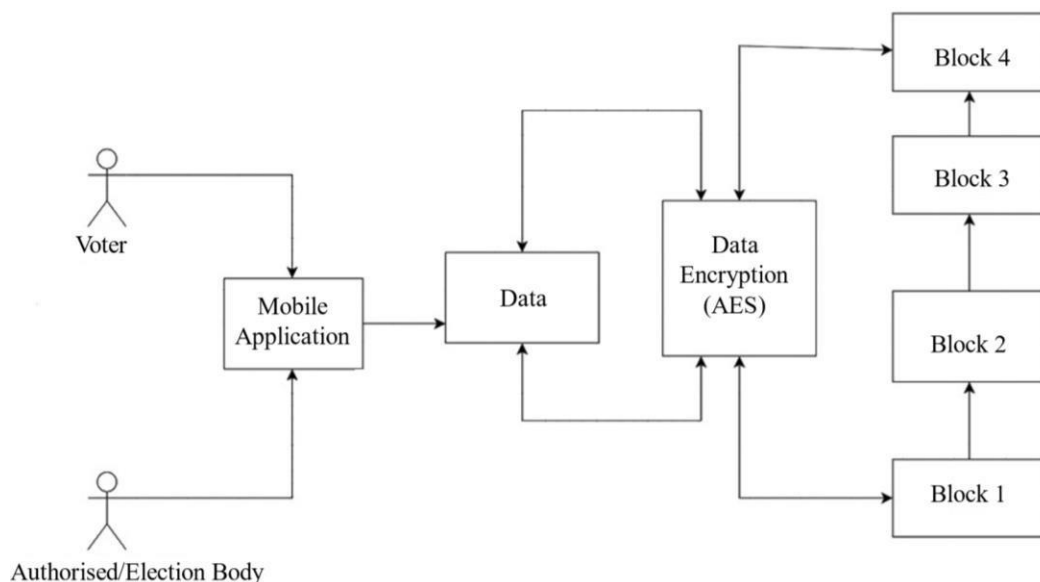 Voter
Authorised/Election Body
Mobile
Application
Data
Data
Encryption
(AES)
Block 4
Block 3
Block 2
Block 1